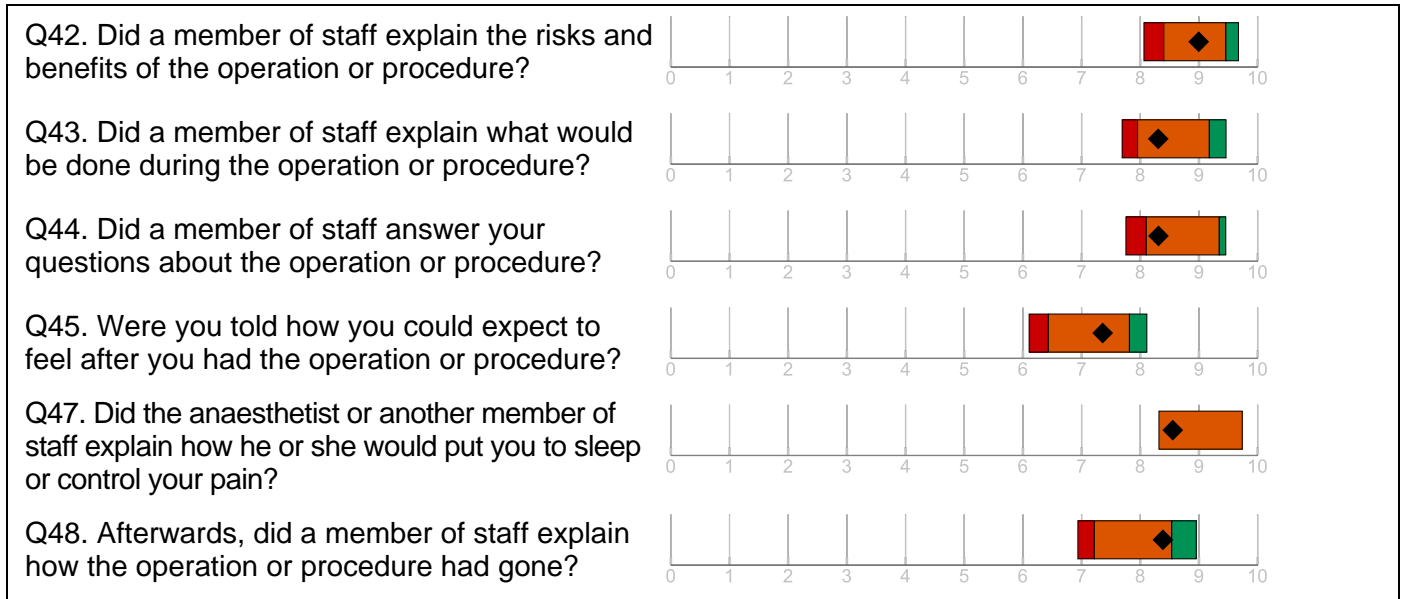 Q42. Did a member of staff explain the risks and
benefits of the operation or procedure?
0 1 2 3 4 5 6 7 8 9 10
Q43. Did a member of staff explain what would
be done during the operation or procedure?
0 1 2 3 4 5 6 7 8 9 10
Q44. Did a member of staff answer your
questions about the operation or procedure?
0 1 2 3 4 5 6 7 8 9 10
Q45. Were you told how you could expect to
feel after you had the operation or procedure?
0 1 2 3 4 5 6 7 8 9 10
Q47. Did the anaesthetist or another member of
staff explain how he or she would put you to sleep
or control your pain?
0 1 2 3 4 5 6 7 8 9 10
Q48. Afterwards, did a member of staff explain
how the operation or procedure had gone?
0 1 2 3 4 5 6 7 8 9 10